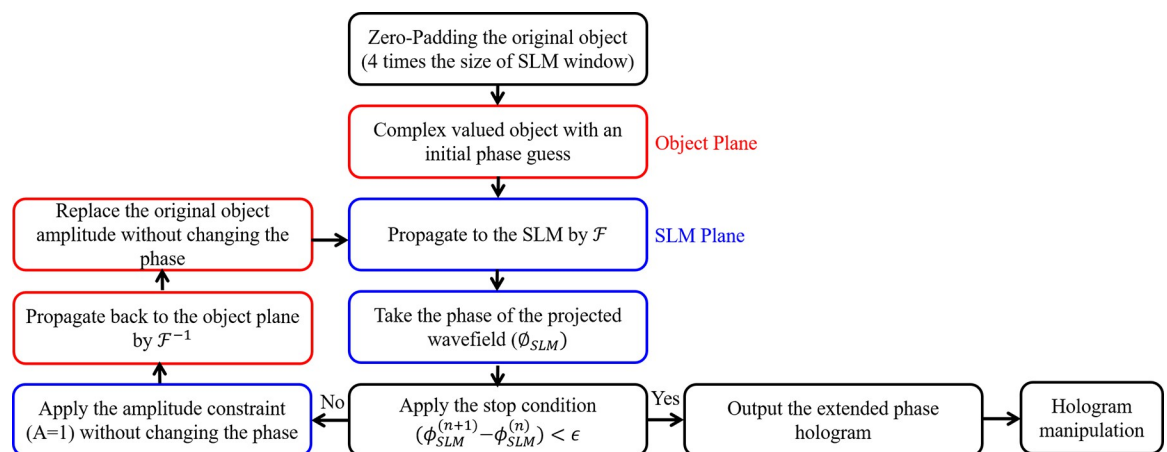 Zero-Padding the original object
(4 times the size of SLM window)
Complex valued object with an
initial phase guess
Object Plane
Replace the original object
amplitude without changing the
phase
Propagate to the SLM by ℱ
SLM Plane
Propagate back to the object plane
by ℱ⁻¹
Take the phase of the projected
wavefield (∅_SLM)
Apply the amplitude constraint
(A=1) without changing the phase
No
Apply the stop condition
(ϕ_SLM^(n+1)−ϕ_SLM^(n)) < ϵ
Yes
Output the extended phase
hologram
Hologram
manipulation